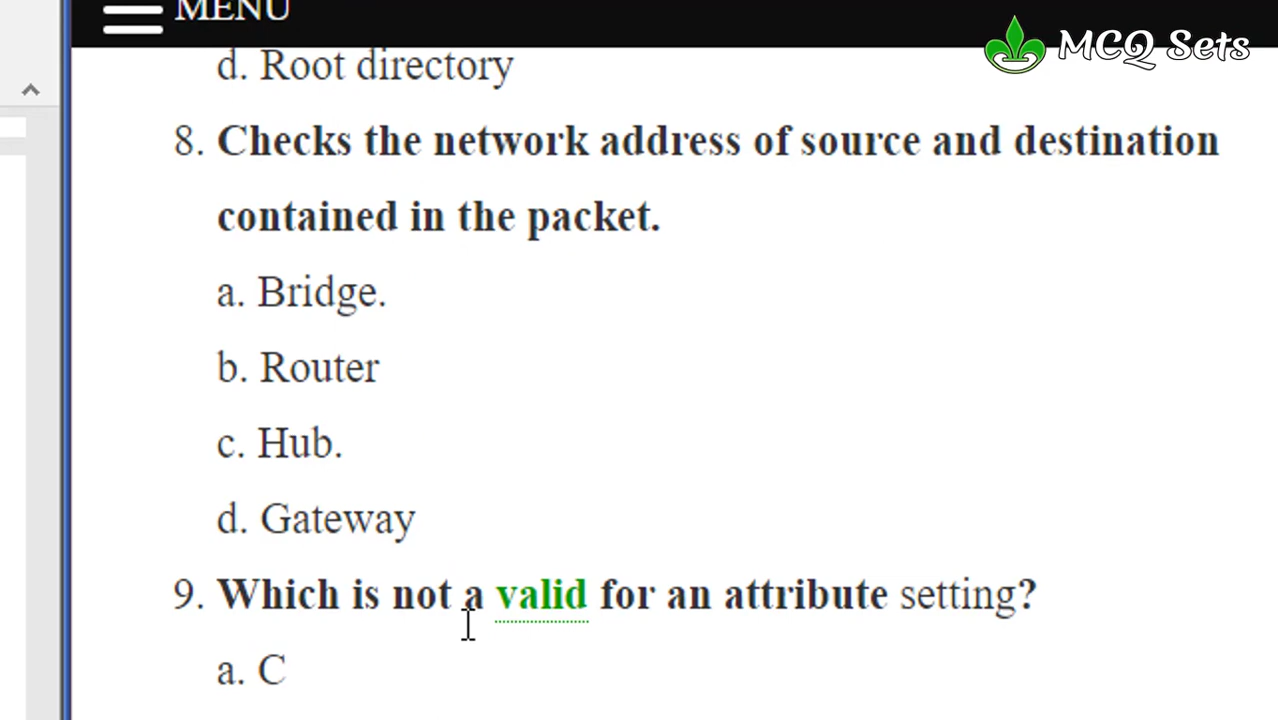 MENU
MCQ Sets
d. Root directory
8. Checks the network address of source and destination
contained in the packet.
a. Bridge.
b. Router
c. Hub.
d. Gateway
9. Which is not a valid for an attribute setting?
a. C